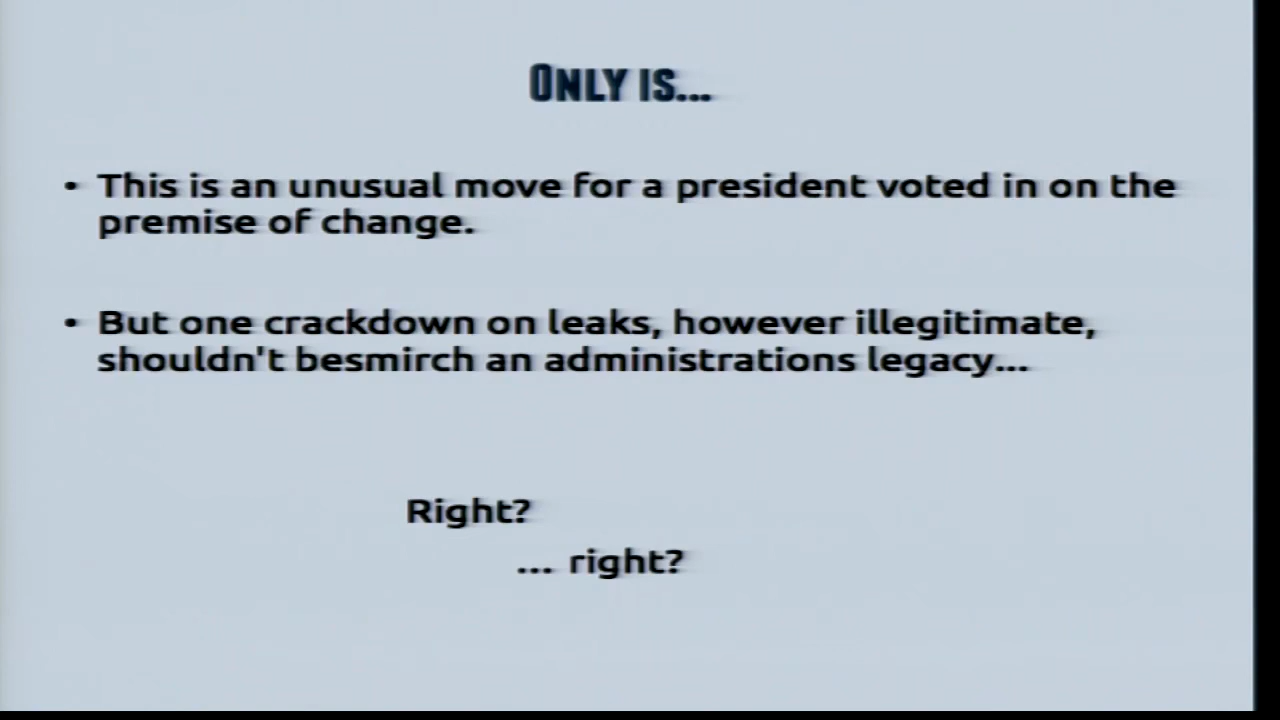 Only is...
• This is an unusual move for a president voted in on the
premise of change.
• But one crackdown on leaks, however illegitimate,
shouldn't besmirch an administrations legacy...
Right?
... right?